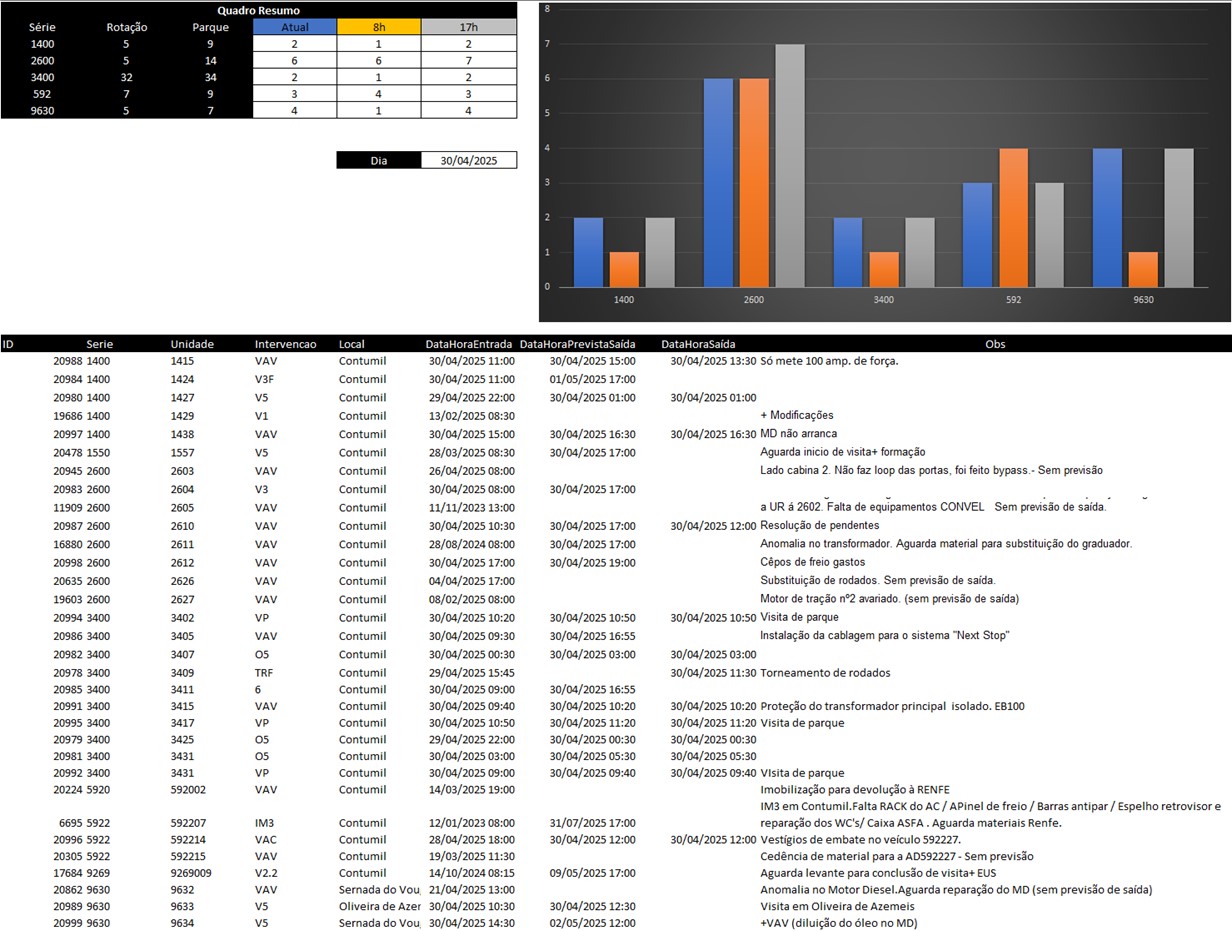 Quadro Resumo
Série Rotação Parque Atual 8h 17h
1400 5 9 2 1 2
2600 5 14 6 6 7
3400 32 34 2 1 2
592 7 9 3 4 3
9630 5 7 4 1 4
Dia 30/04/2025
8
7
6
5
4
3
2
1
0
1400 2600 3400 592 9630
ID Serie Unidade Intervencao Local DataHoraEntrada DataHoraPrevistaSaída DataHoraSaída Obs
20988 1400 1415 VAV Contumil 30/04/2025 11:00 30/04/2025 15:00 30/04/2025 13:30 Só mete 100 amp. de força.
20984 1400 1424 V3F Contumil 30/04/2025 11:00 01/05/2025 17:00
20980 1400 1427 V5 Contumil 29/04/2025 22:00 30/04/2025 01:00 30/04/2025 01:00
19686 1400 1429 V1 Contumil 13/02/2025 08:30 + Modificações
20997 1400 1438 VAV Contumil 30/04/2025 15:00 30/04/2025 16:30 30/04/2025 16:30 MD não arranca
20478 1550 1557 V5 Contumil 28/03/2025 08:30 30/04/2025 17:00 Aguarda inicio de visita+ formação
20945 2600 2603 VAV Contumil 26/04/2025 08:00 Lado cabina 2. Não faz loop das portas, foi feito bypass.- Sem previsão
20983 2600 2604 V3 Contumil 30/04/2025 08:00 30/04/2025 17:00
11909 2600 2605 VAV Contumil 11/11/2023 13:00 a UR á 2602. Falta de equipamentos CONVEL Sem previsão de saída.
20987 2600 2610 VAV Contumil 30/04/2025 10:30 30/04/2025 17:00 30/04/2025 12:00 Resolução de pendentes
16880 2600 2611 VAV Contumil 28/08/2024 08:00 30/04/2025 17:00 Anomalia no transformador. Aguarda material para substituição do graduador.
20998 2600 2612 VAV Contumil 30/04/2025 17:00 30/04/2025 19:00 Cêpos de freio gastos
20635 2600 2626 VAV Contumil 04/04/2025 17:00 Substituição de rodados. Sem previsão de saída.
19603 2600 2627 VAV Contumil 08/02/2025 08:00 Motor de tração nº2 avariado. (sem previsão de saída)
20994 3400 3402 VP Contumil 30/04/2025 10:20 30/04/2025 10:50 30/04/2025 10:50 Visita de parque
20986 3400 3405 VAV Contumil 30/04/2025 09:30 30/04/2025 16:55 Instalação da cablagem para o sistema "Next Stop"
20982 3400 3407 O5 Contumil 30/04/2025 00:30 30/04/2025 03:00 30/04/2025 03:00
20978 3400 3409 TRF Contumil 29/04/2025 15:45 30/04/2025 11:30 Torneamento de rodados
20985 3400 3411 6 Contumil 30/04/2025 09:00 30/04/2025 16:55
20991 3400 3415 VAV Contumil 30/04/2025 09:40 30/04/2025 10:20 30/04/2025 10:20 Proteção do transformador principal isolado. EB100
20995 3400 3417 VP Contumil 30/04/2025 10:50 30/04/2025 11:20 30/04/2025 11:20 Visita de parque
20979 3400 3425 O5 Contumil 29/04/2025 22:00 30/04/2025 00:30 30/04/2025 00:30
20981 3400 3431 O5 Contumil 30/04/2025 03:00 30/04/2025 05:30 30/04/2025 05:30
20992 3400 3431 VP Contumil 30/04/2025 09:00 30/04/2025 09:40 30/04/2025 09:40 VIsita de parque
20224 5920 592002 VAV Contumil 14/03/2025 19:00 Imobilização para devolução à RENFE
IM3 em Contumil.Falta RACK do AC / APinel de freio / Barras antipar / Espelho retrovisor e
6695 5922 592207 IM3 Contumil 12/01/2023 08:00 31/07/2025 17:00 reparação dos WC's/ Caixa ASFA . Aguarda materiais Renfe.
20996 5922 592214 VAC Contumil 28/04/2025 18:00 30/04/2025 12:00 30/04/2025 12:00 Vestígios de embate no veículo 592227.
20305 5922 592215 VAV Contumil 19/03/2025 11:30 Cedência de material para a AD592227 - Sem previsão
17684 9269 9269009 V2.2 Contumil 14/10/2024 08:15 09/05/2025 17:00 Aguarda levante para conclusão de visita+ EUS
20862 9630 9632 VAV Sernada do Vou 21/04/2025 13:00 Anomalia no Motor Diesel.Aguarda reparação do MD (sem previsão de saída)
20989 9630 9633 V5 Oliveira de Azer 30/04/2025 10:30 30/04/2025 12:30 Visita em Oliveira de Azemeis
20999 9630 9634 V5 Sernada do Vou 30/04/2025 14:30 02/05/2025 12:00 +VAV (diluição do óleo no MD)